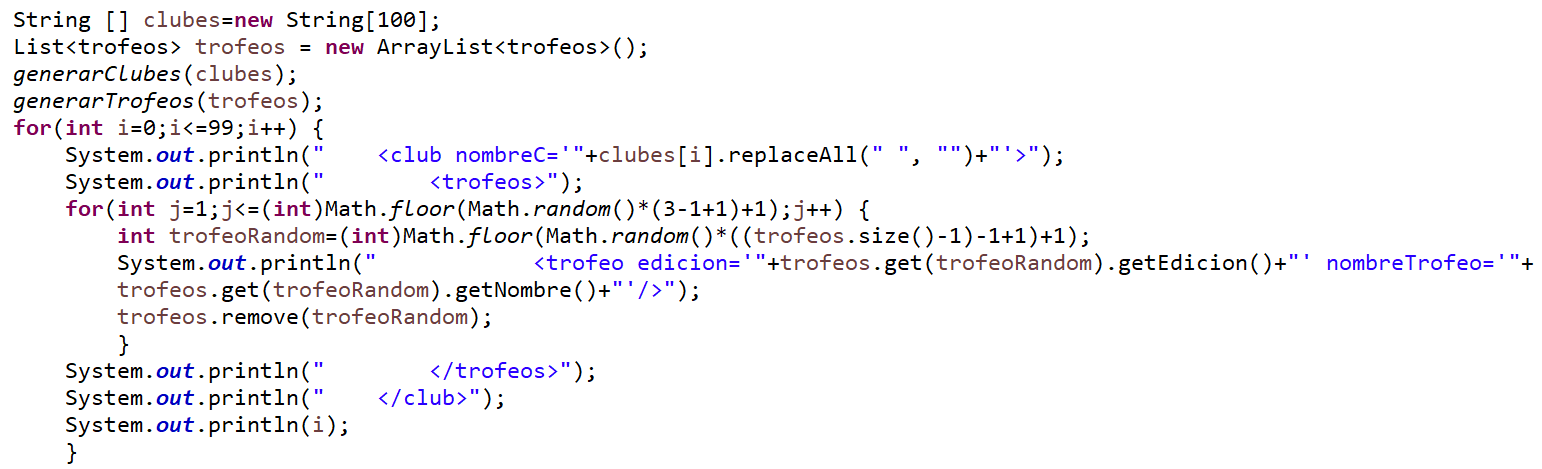 String [] clubes=new String[100];
List<trofeos> trofeos = new ArrayList<trofeos>();
generarClubes(clubes);
generarTrofeos(trofeos);
for(int i=0;i<=99;i++) {
    System.out.println("    <club nombreC='"+clubes[i].replaceAll(" ", "")+"'>");
    System.out.println("        <trofeos>");
    for(int j=1;j<=(int)Math.floor(Math.random()*(3-1+1)+1);j++) {
        int trofeoRandom=(int)Math.floor(Math.random()*((trofeos.size()-1)-1+1)+1);
        System.out.println("            <trofeo edicion='"+trofeos.get(trofeoRandom).getEdicion()+"' nombreTrofeo='"+
        trofeos.get(trofeoRandom).getNombre()+"'/>");
        trofeos.remove(trofeoRandom);
        }
    System.out.println("        </trofeos>");
    System.out.println("    </club>");
    System.out.println(i);
    }